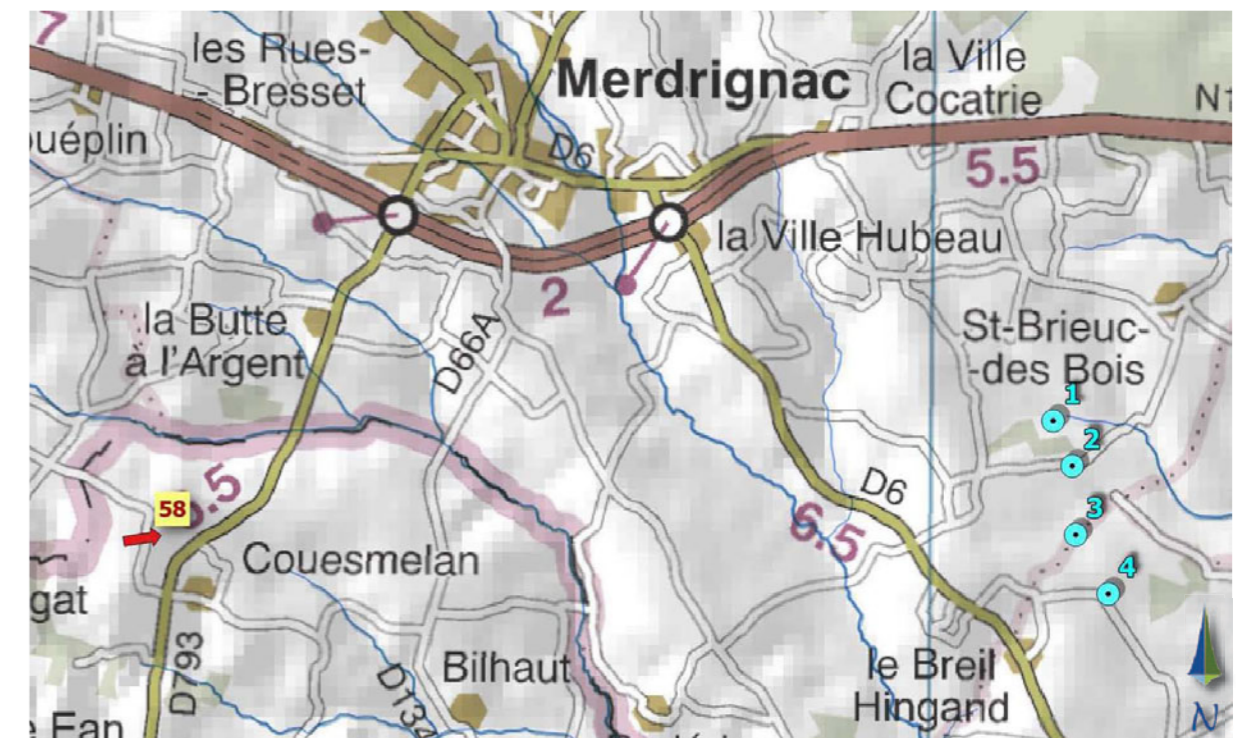 7
les Rues-
- Bresset
Merdrignac
la Ville
Cocatrie
N1
uéplin
D6
5.5
la Ville Hubeau
2
la Butte
à l'Argent
D66A
St-Brieuc-
-des Bois
1
2
58
.5
D6
3
6.5
Couesmelan
4
gat
D793
Bilhaut
D134
le Breil
Hingand
Fan
N